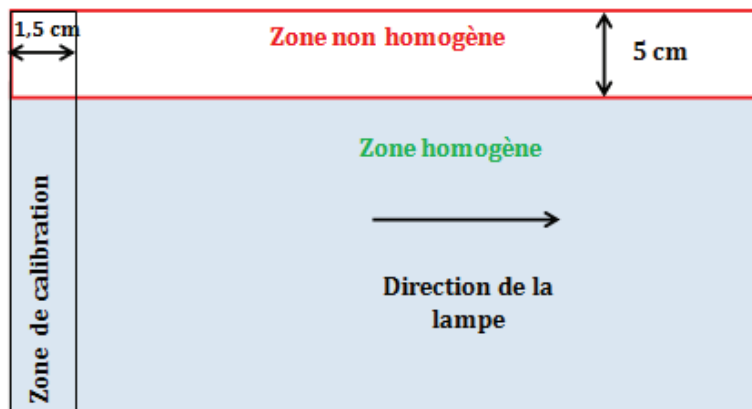 1,5 cm
Zone non homogène
5 cm
Zone homogène
Zone de calibration
Direction de la
lampe